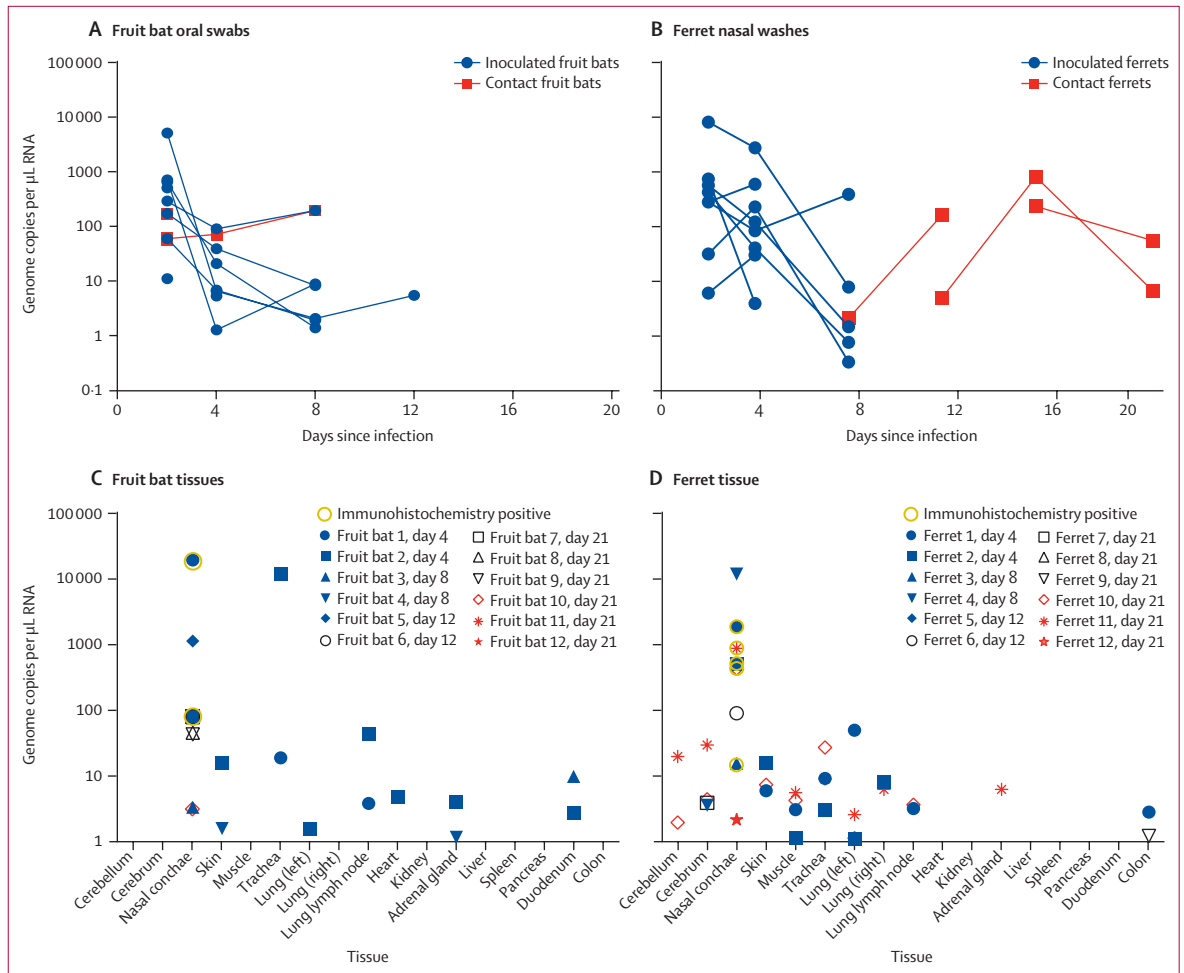 A Fruit bat oral swabs
Inoculated fruit bats
Contact fruit bats
Genome copies per µL RNA
100 000
10 000
1000
100
10
1
0·1
0 4 8 12 16 20
Days since infection
B Ferret nasal washes
Inoculated ferrets
Contact ferrets
0 4 8 12 16 20
Days since infection
C Fruit bat tissues
Immunohistochemistry positive
Fruit bat 1, day 4
Fruit bat 2, day 4
Fruit bat 3, day 8
Fruit bat 4, day 8
Fruit bat 5, day 12
Fruit bat 6, day 12
Fruit bat 7, day 21
Fruit bat 8, day 21
Fruit bat 9, day 21
Fruit bat 10, day 21
Fruit bat 11, day 21
Fruit bat 12, day 21
Genome copies per µL RNA
100 000
10 000
1000
100
10
1
Cerebellum
Cerebrum
Nasal conchae
Skin
Muscle
Trachea
Lung (left)
Lung (right)
Lung lymph node
Heart
Kidney
Adrenal gland
Liver
Spleen
Pancreas
Duodenum
Colon
Tissue
D Ferret tissue
Immunohistochemistry positive
Ferret 1, day 4
Ferret 2, day 4
Ferret 3, day 8
Ferret 4, day 8
Ferret 5, day 12
Ferret 6, day 12
Ferret 7, day 21
Ferret 8, day 21
Ferret 9, day 21
Ferret 10, day 21
Ferret 11, day 21
Ferret 12, day 21
Cerebellum
Cerebrum
Nasal conchae
Skin
Muscle
Trachea
Lung (left)
Lung (right)
Lung lymph node
Heart
Kidney
Adrenal gland
Liver
Spleen
Pancreas
Duodenum
Colon
Tissue